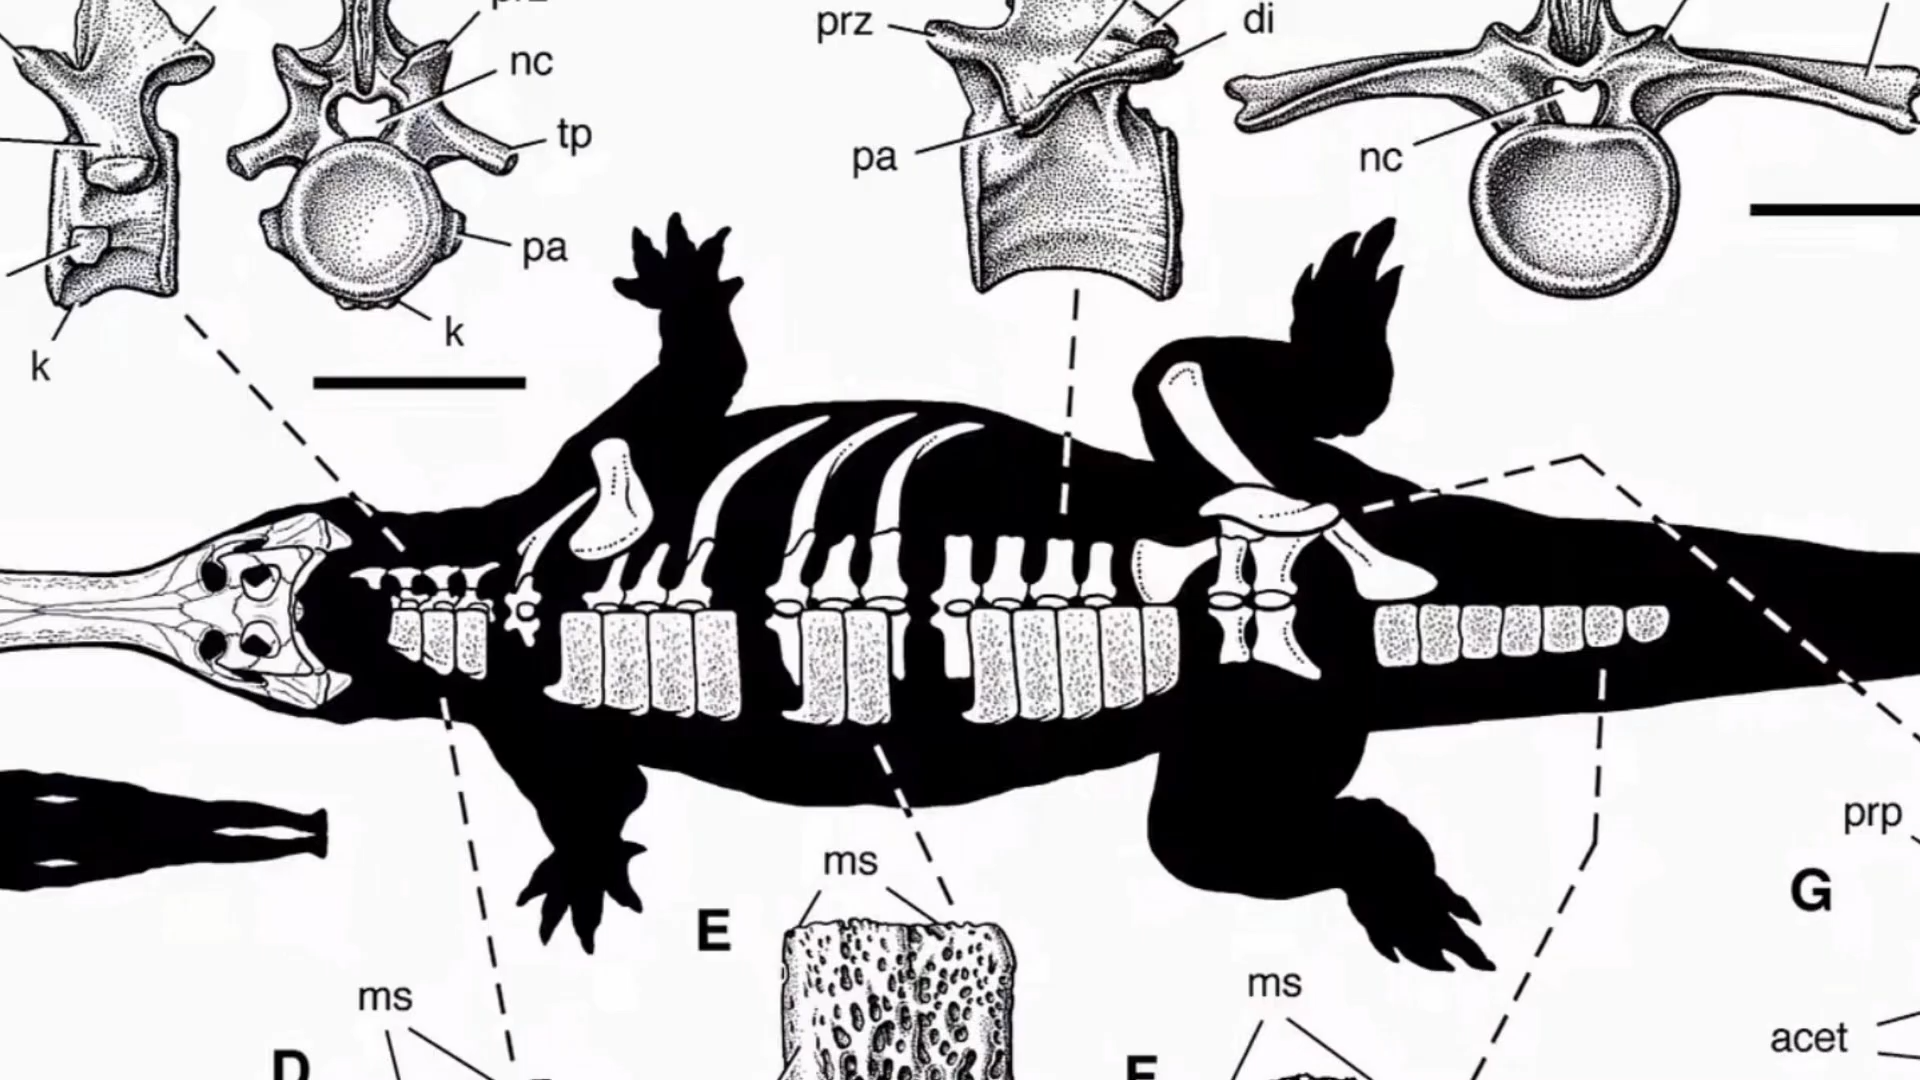 prz
nc
tp
pa
k
k
prz
di
pa
nc
prp
G
ms
E
ms
D
ms
F
acet